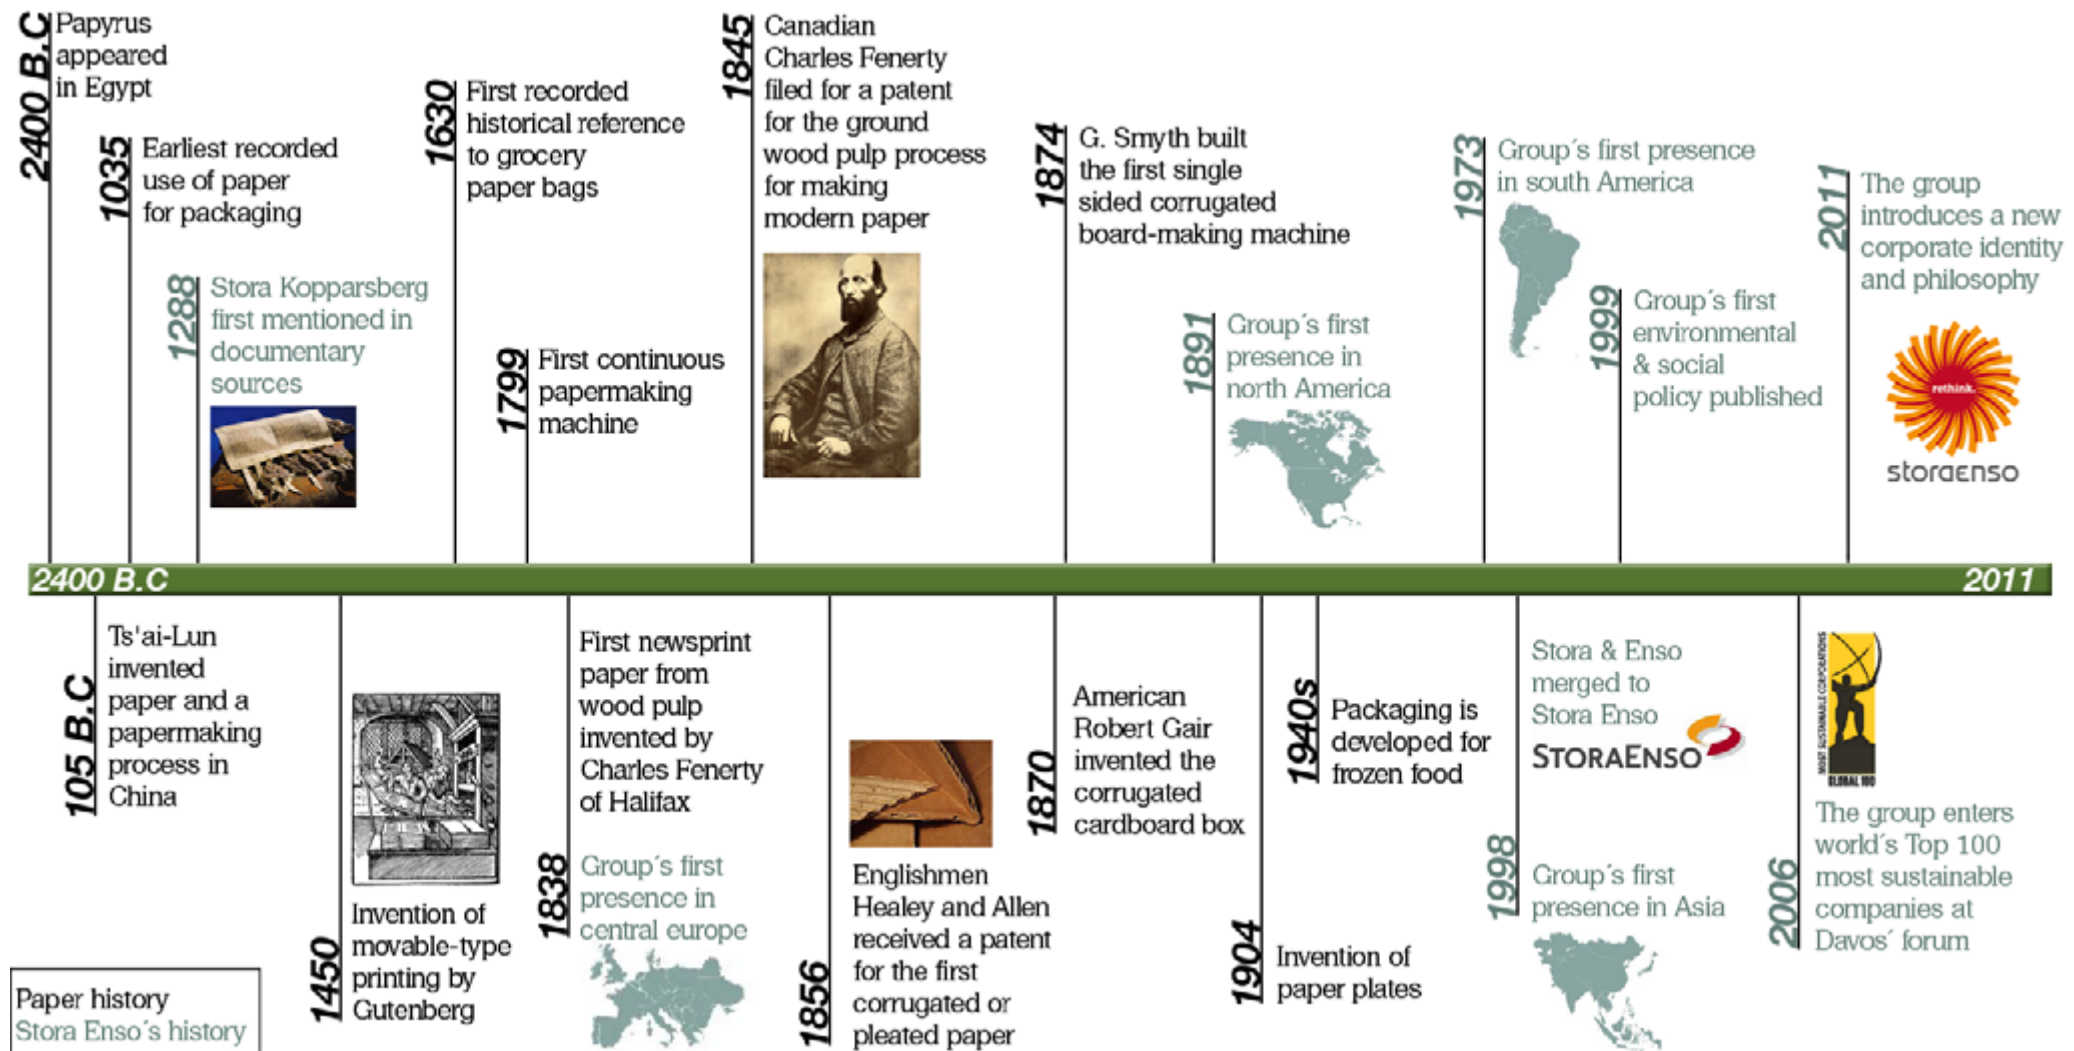 2400 B.C
Papyrus
appeared
in Egypt
1035
Earliest recorded
use of paper
for packaging
1288
Stora Kopparsberg
first mentioned in
documentary
sources
1630
First recorded
historical reference
to grocery
paper bags
1799
First continuous
papermaking
machine
1845
Canadian
Charles Fenerty
filed for a patent
for the ground
wood pulp process
for making
modern paper
1874
G. Smyth built
the first single
sided corrugated
board-making machine
1891
Group´s first
presence in
north America
1973
Group´s first presence
in south America
1999
Group´s first
environmental
& social
policy published
2011
The group
introduces a new
corporate identity
and philosophy
rethink.
storaenso
2400 B.C
2011
105 B.C
Ts'ai-Lun
invented
paper and a
papermaking
process in
China
1450
Invention of
movable-type
printing by
Gutenberg
1838
First newsprint
paper from
wood pulp
invented by
Charles Fenerty
of Halifax
Group´s first
presence in
central europe
1856
Englishmen
Healey and Allen
received a patent
for the first
corrugated or
pleated paper
1870
American
Robert Gair
invented the
corrugated
cardboard box
1904
Invention of
paper plates
1940s
Packaging is
developed for
frozen food
1998
Stora & Enso
merged to
Stora Enso
STORAENSO
Group´s first
presence in Asia
2006
MOST SUSTAINABLE CORPORATIONS
GLOBAL 100
The group enters
world´s Top 100
most sustainable
companies at
Davos´ forum
Paper history
Stora Enso´s history